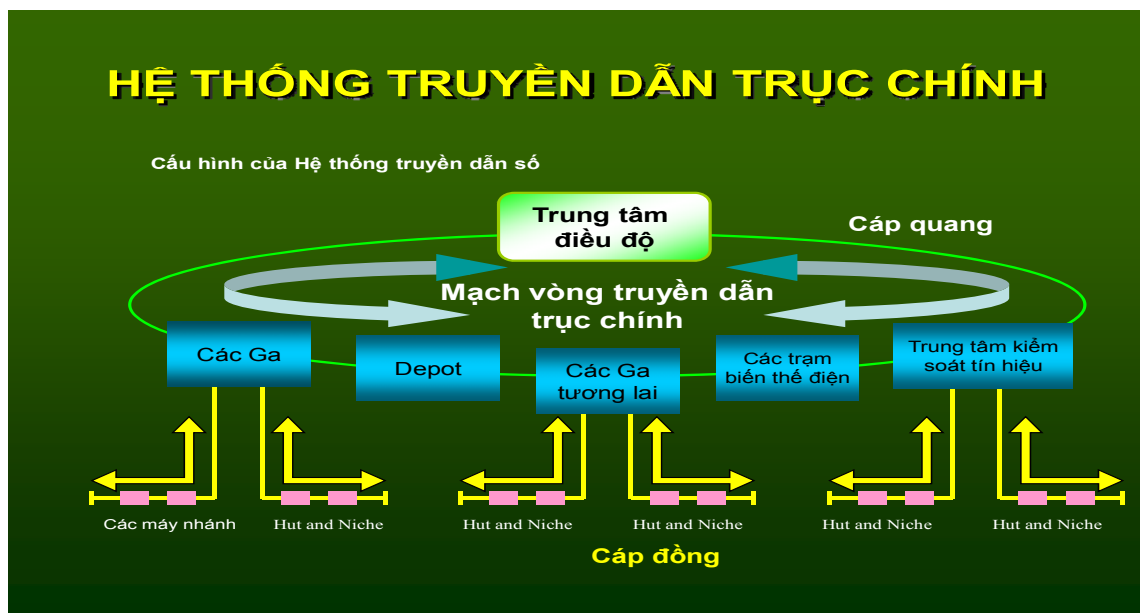 HỆ THỐNG TRUYỀN DẪN TRỤC CHÍNH
Cấu hình của Hệ thống truyền dẫn số
Trung tâm
điều độ
Cáp quang
Mạch vòng truyền dẫn
trục chính
Các Ga
Depot
Các Ga
tương lai
Các trạm
biến thế điện
Trung tâm kiểm
soát tín hiệu
Các máy nhánh
Hut and Niche
Hut and Niche
Hut and Niche
Hut and Niche
Hut and Niche
Cáp đồng